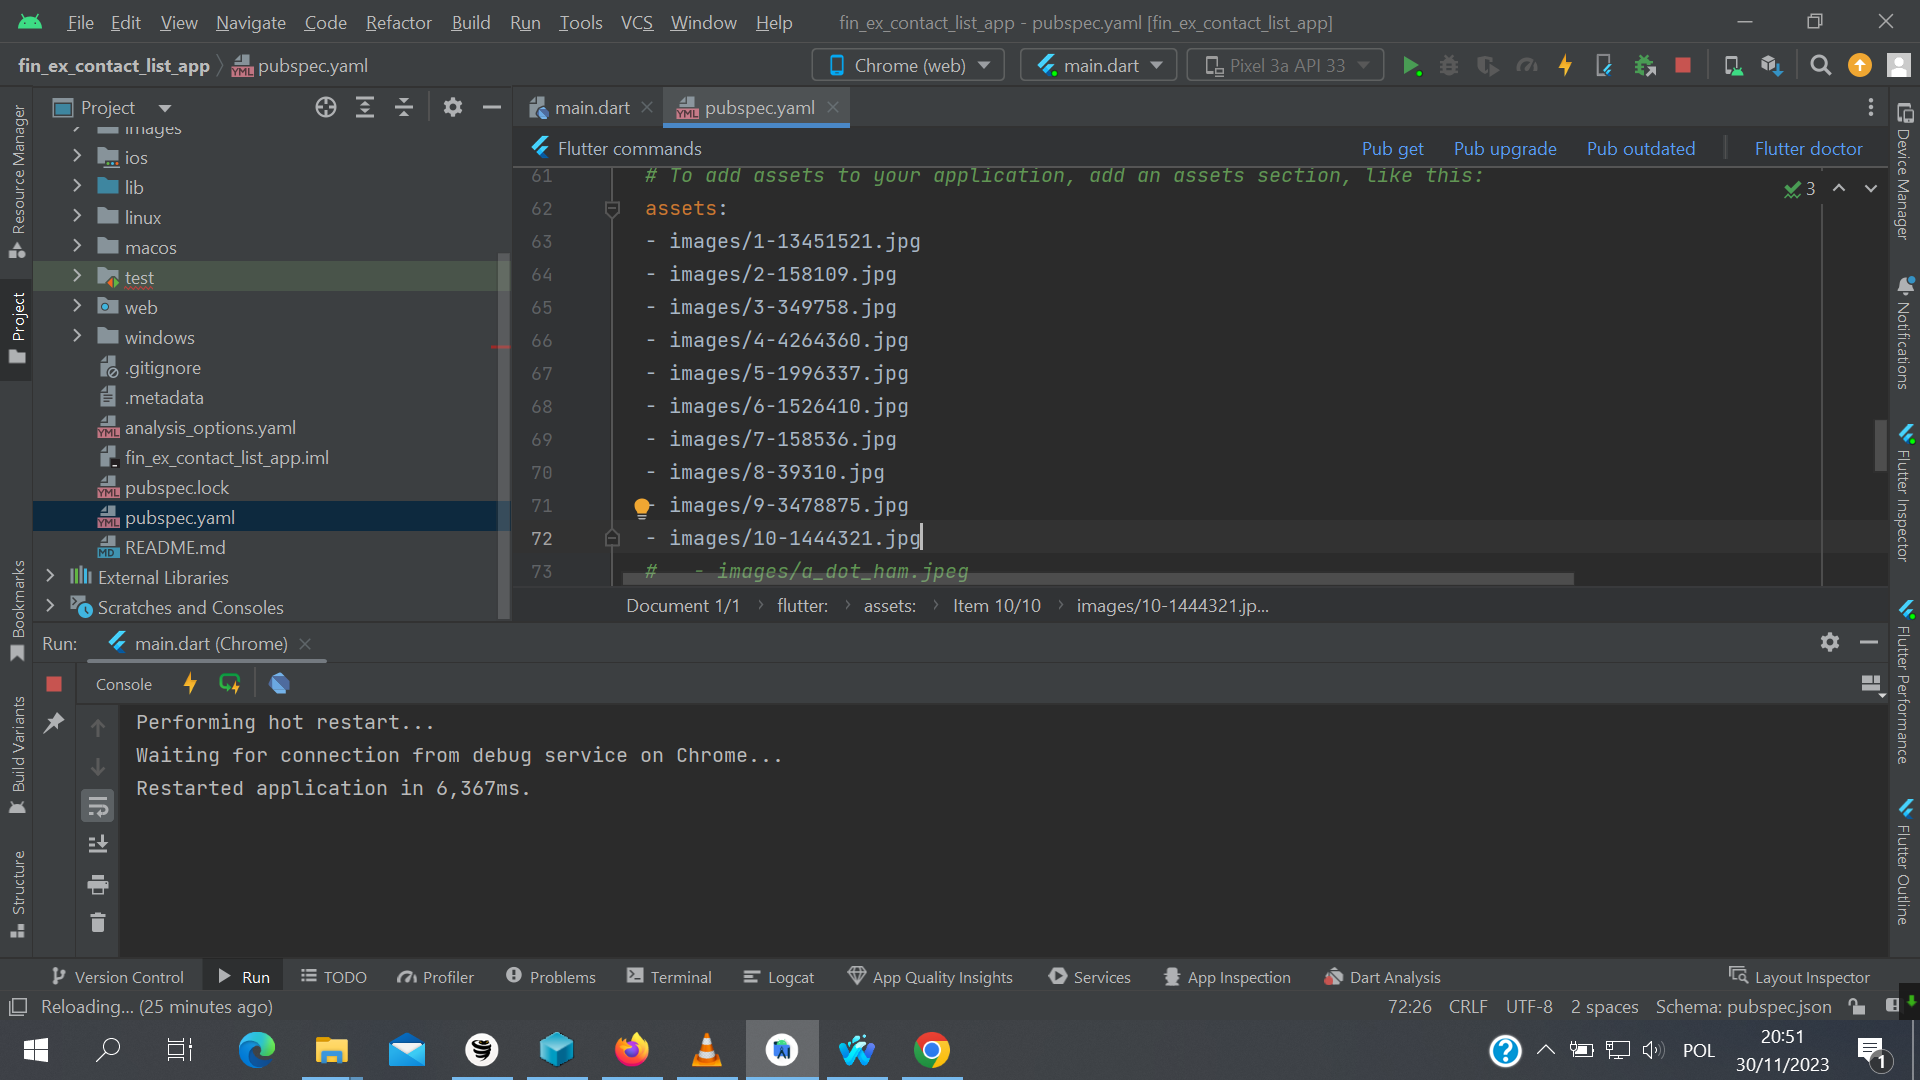 File Edit View Navigate Code Refactor Build Run Tools VCS Window Help fin_ex_contact_list_app - pubspec.yaml [fin_ex_contact_list_app]
fin_ex_contact_list_app pubspec.yaml Chrome (web) main.dart Pixel 3a API 33
Resource Manager
Project
Bookmarks
Build Variants
Structure
Project
images
ios
lib
linux
macos
test
web
windows
.gitignore
.metadata
analysis_options.yaml
fin_ex_contact_list_app.iml
pubspec.lock
pubspec.yaml
README.md
External Libraries
Scratches and Consoles
main.dart pubspec.yaml
Flutter commands Pub get Pub upgrade Pub outdated Flutter doctor
3
61 # To add assets to your application, add an assets section, like this:
62 assets:
63 - images/1-13451521.jpg
64 - images/2-158109.jpg
65 - images/3-349758.jpg
66 - images/4-4264360.jpg
67 - images/5-1996337.jpg
68 - images/6-1526410.jpg
69 - images/7-158536.jpg
70 - images/8-39310.jpg
71 images/9-3478875.jpg
72 - images/10-1444321.jpg
73 # - images/a_dot_ham.jpeg
Document 1/1 flutter: assets: Item 10/10 images/10-1444321.jp...
Device Manager
Notifications
Flutter Inspector
Flutter Performance
Flutter Outline
Run: main.dart (Chrome)
Console
Performing hot restart...
Waiting for connection from debug service on Chrome...
Restarted application in 6,367ms.
Version Control Run TODO Profiler Problems Terminal Logcat App Quality Insights Services App Inspection Dart Analysis Layout Inspector
Reloading... (25 minutes ago) 72:26 CRLF UTF-8 2 spaces Schema: pubspec.json
POL
20:51
30/11/2023
1